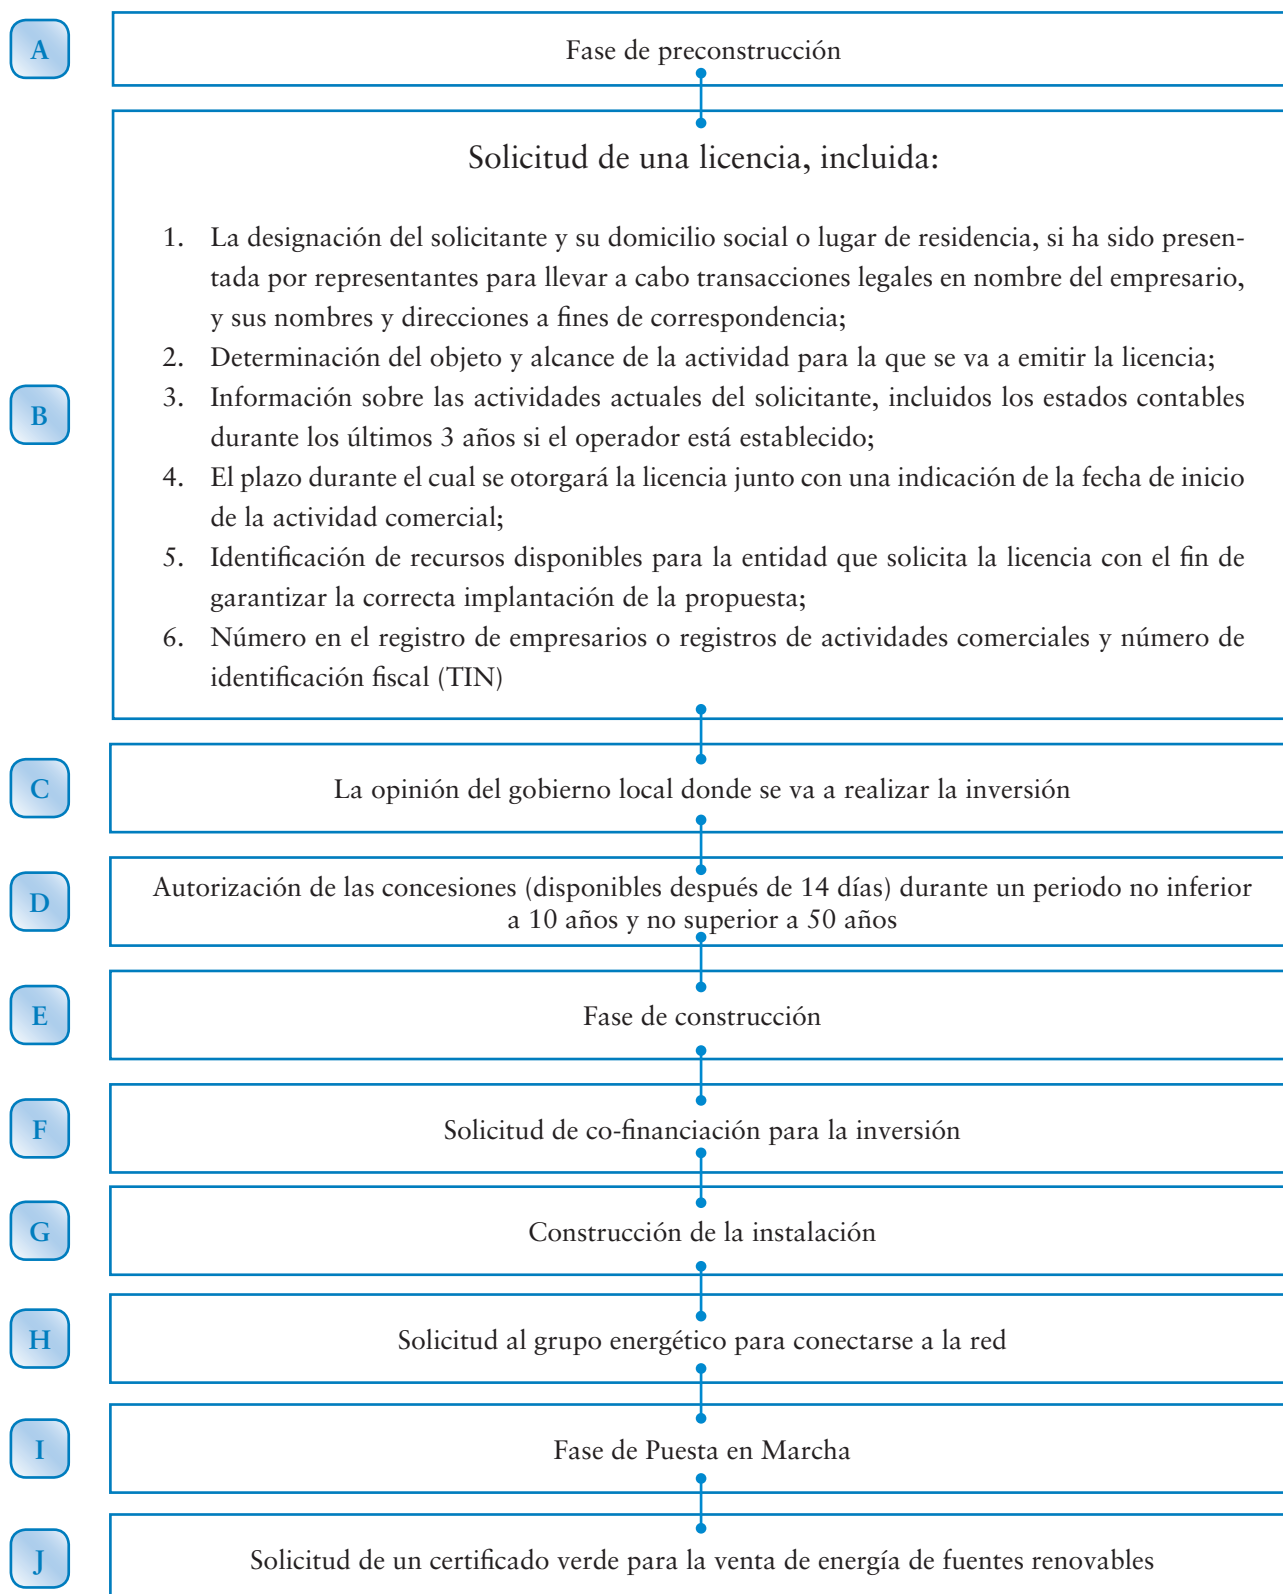 A
Fase de preconstrucción
Solicitud de una licencia, incluida:
1. La designación del solicitante y su domicilio social o lugar de residencia, si ha sido presen-
tada por representantes para llevar a cabo transacciones legales en nombre del empresario,
y sus nombres y direcciones a fines de correspondencia;
2. Determinación del objeto y alcance de la actividad para la que se va a emitir la licencia;
B
3. Información sobre las actividades actuales del solicitante, incluidos los estados contables
durante los últimos 3 años si el operador está establecido;
4. El plazo durante el cual se otorgará la licencia junto con una indicación de la fecha de inicio
de la actividad comercial;
5. Identificación de recursos disponibles para la entidad que solicita la licencia con el fin de
garantizar la correcta implantación de la propuesta;
6. Número en el registro de empresarios o registros de actividades comerciales y número de
identificación fiscal (TIN)
C
La opinión del gobierno local donde se va a realizar la inversión
D
Autorización de las concesiones (disponibles después de 14 días) durante un periodo no inferior
a 10 años y no superior a 50 años
E
Fase de construcción
F
Solicitud de co-financiación para la inversión
G
Construcción de la instalación
H
Solicitud al grupo energético para conectarse a la red
I
Fase de Puesta en Marcha
J
Solicitud de un certificado verde para la venta de energía de fuentes renovables